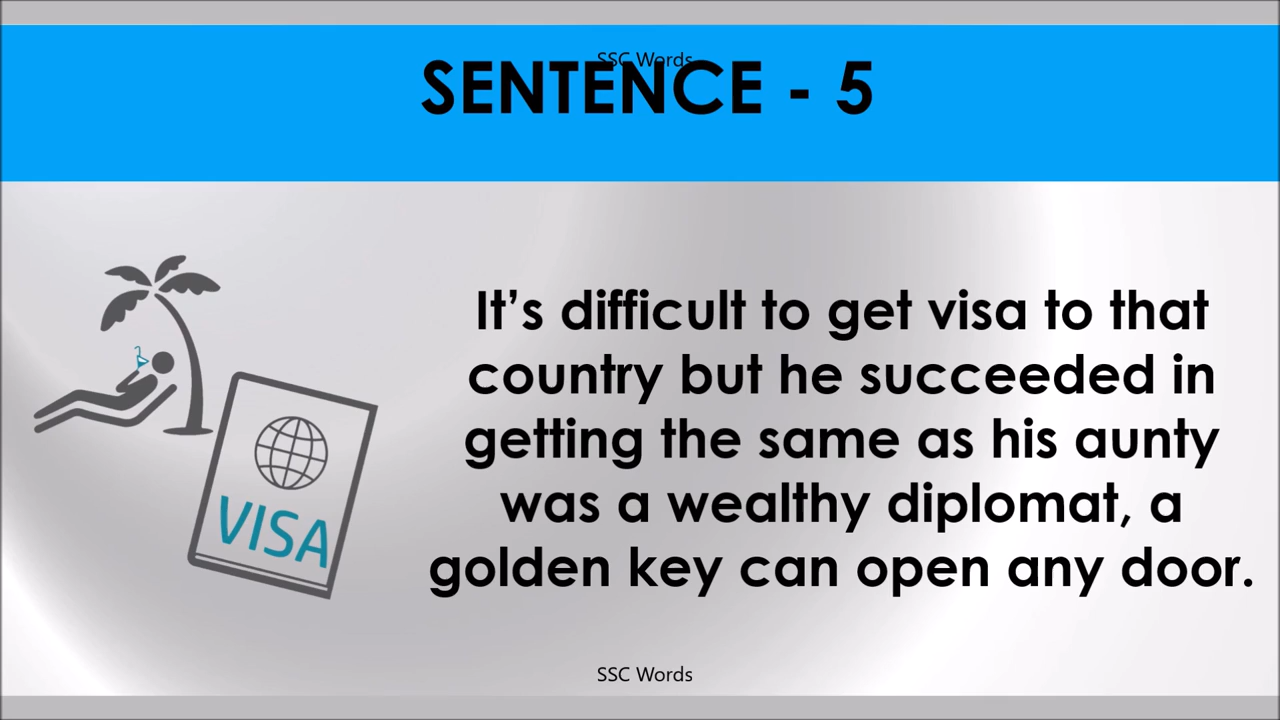 SSC Words
SENTENCE - 5
It’s difficult to get visa to that
country but he succeeded in
getting the same as his aunty
was a wealthy diplomat, a
golden key can open any door.
VISA
SSC Words